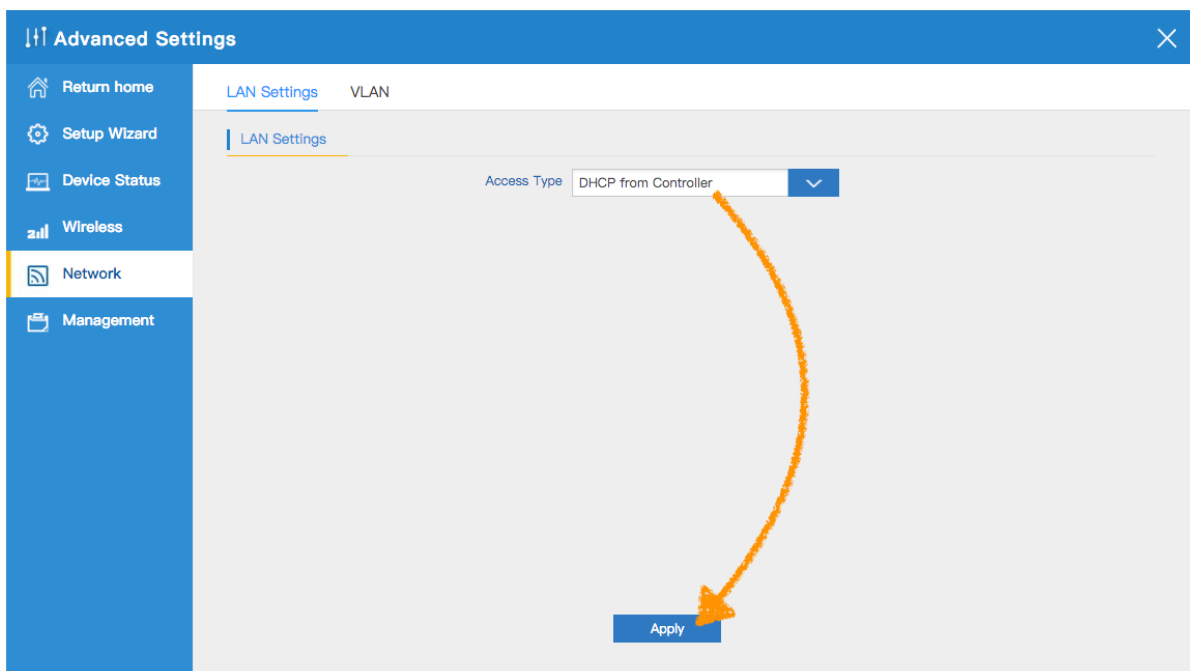 Advanced Settings
Return home
Setup Wizard
Device Status
Wireless
Network
Management
LAN Settings VLAN
LAN Settings
Access Type DHCP from Controller
Apply